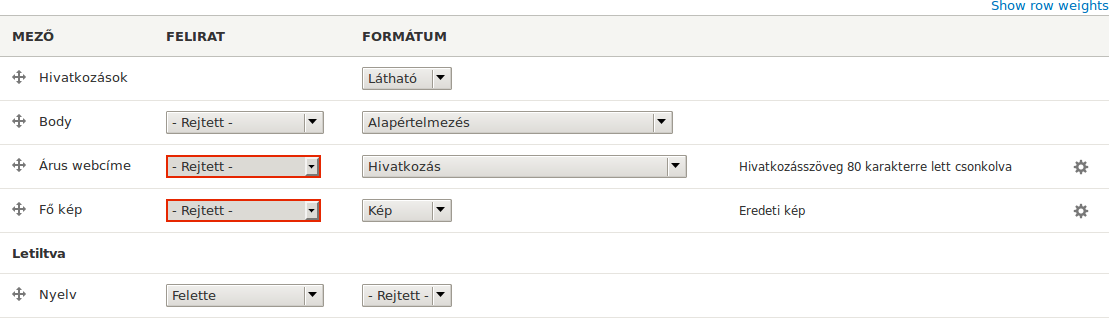 Show row weights
MEZŐ FELIRAT FORMÁTUM
Hivatkozások Látható
Body - Rejtett - Alapértelmezés
Árus webcíme - Rejtett - Hivatkozás Hivatkozásszöveg 80 karakterre lett csonkolva
Fő kép - Rejtett - Kép Eredeti kép
Letiltva
Nyelv Felette - Rejtett -